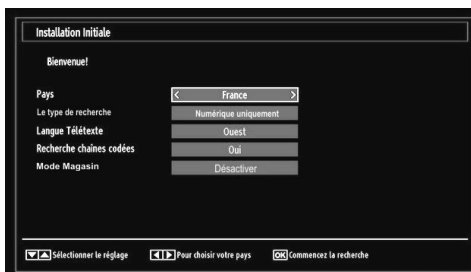 Installation Initiale
Bienvenue!
Pays < France >
Le type de recherche Numérique uniquement
Langue Télétexte Ouest
Recherche chaînes codées Oui
Mode Magasin Désactiver
Sélectionner le réglage Pour choisir votre pays OK Commencez la recherche